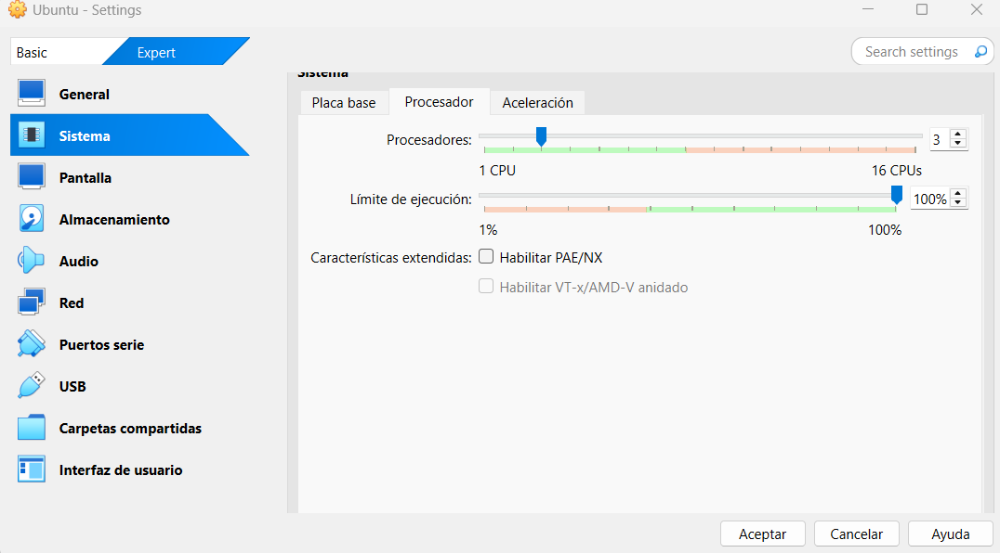 Ubuntu - Settings
Basic
Expert
Search settings
General
Sistema
Pantalla
Almacenamiento
Audio
Red
Puertos serie
USB
Carpetas compartidas
Interfaz de usuario
Sistema
Placa base Procesador Aceleración
Procesadores: 3
1 CPU 16 CPUs
Límite de ejecución: 100%
1% 100%
Características extendidas: Habilitar PAE/NX
Habilitar VT-x/AMD-V anidado
Aceptar Cancelar Ayuda